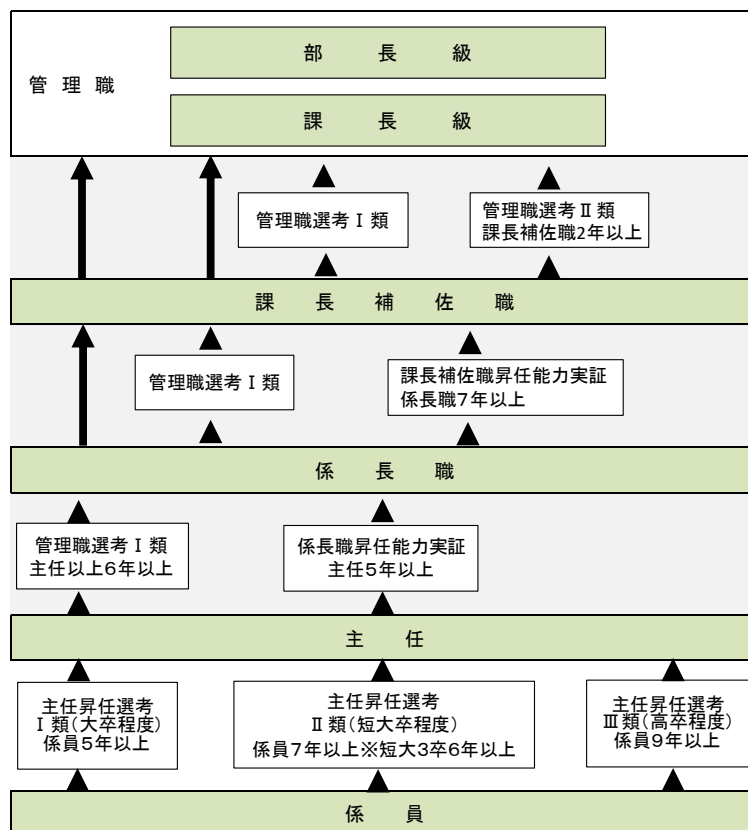 部 長 級
管 理 職
課 長 級
管理職選考Ⅰ類
管理職選考Ⅱ類
課長補佐職2年以上
課 長 補 佐 職
管理職選考Ⅰ類
課長補佐職昇任能力実証
係長職7年以上
係 長 職
管理職選考Ⅰ類
主任以上6年以上
係長職昇任能力実証
主任5年以上
主 任
主任昇任選考
Ⅰ類(大卒程度)
係員5年以上
主任昇任選考
Ⅱ類(短大卒程度)
係員7年以上※短大3卒6年以上
主任昇任選考
Ⅲ類(高卒程度)
係員9年以上
係 員